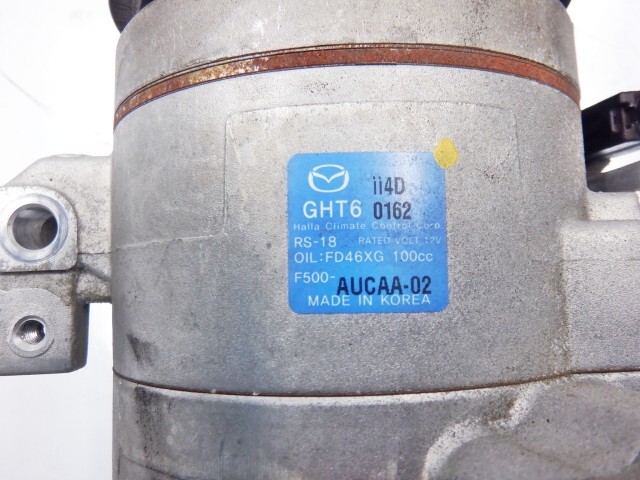 ii4D
GHT6 0162
Halla Climate Control Corp
RS-18 RATED VOLT 12V
OIL:FD46XG 100cc
F500- AUCAA-02
MADE IN KOREA